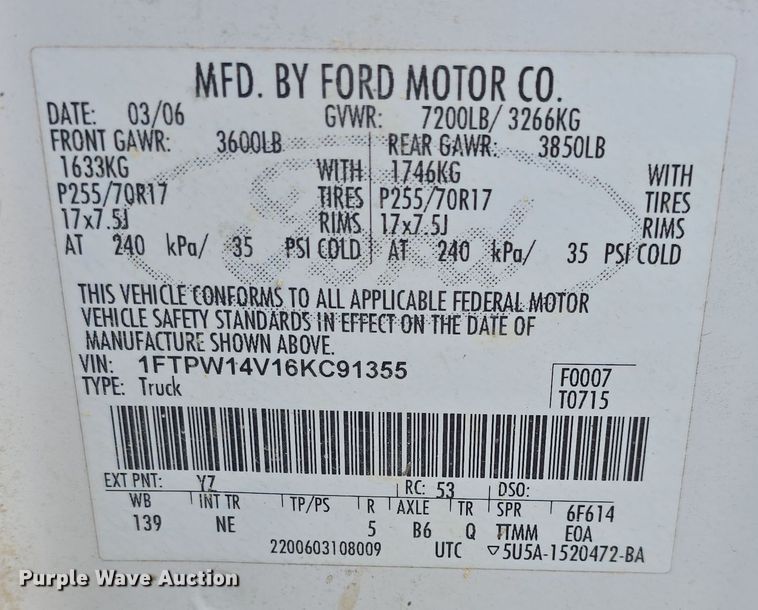 MFD. BY FORD MOTOR CO.
DATE: 03/06 GVWR: 7200LB/ 3266KG
FRONT GAWR: 3600LB REAR GAWR: 3850LB
1633KG WITH 1746KG WITH
P255/70R17 TIRES P255/70R17 TIRES
17x7.5J RIMS 17x7.5J RIMS
AT 240 kPa/ 35 PSI COLD AT 240 kPa/ 35 PSI COLD
Ford
THIS VEHICLE CONFORMS TO ALL APPLICABLE FEDERAL MOTOR
VEHICLE SAFETY STANDARDS IN EFFECT ON THE DATE OF
MANUFACTURE SHOWN ABOVE.
VIN: 1FTPW14V16KC91355
TYPE: Truck
F0007
T0715
EXT PNT: YZ RC: 53 DSO:
WB INT TR TP/PS R AXLE TR SPR 6F614
139 NE 5 B6 Q TTMM EOA
2200603108009 UTC ▽5U5A-1520472-BA
Purple Wave Auction